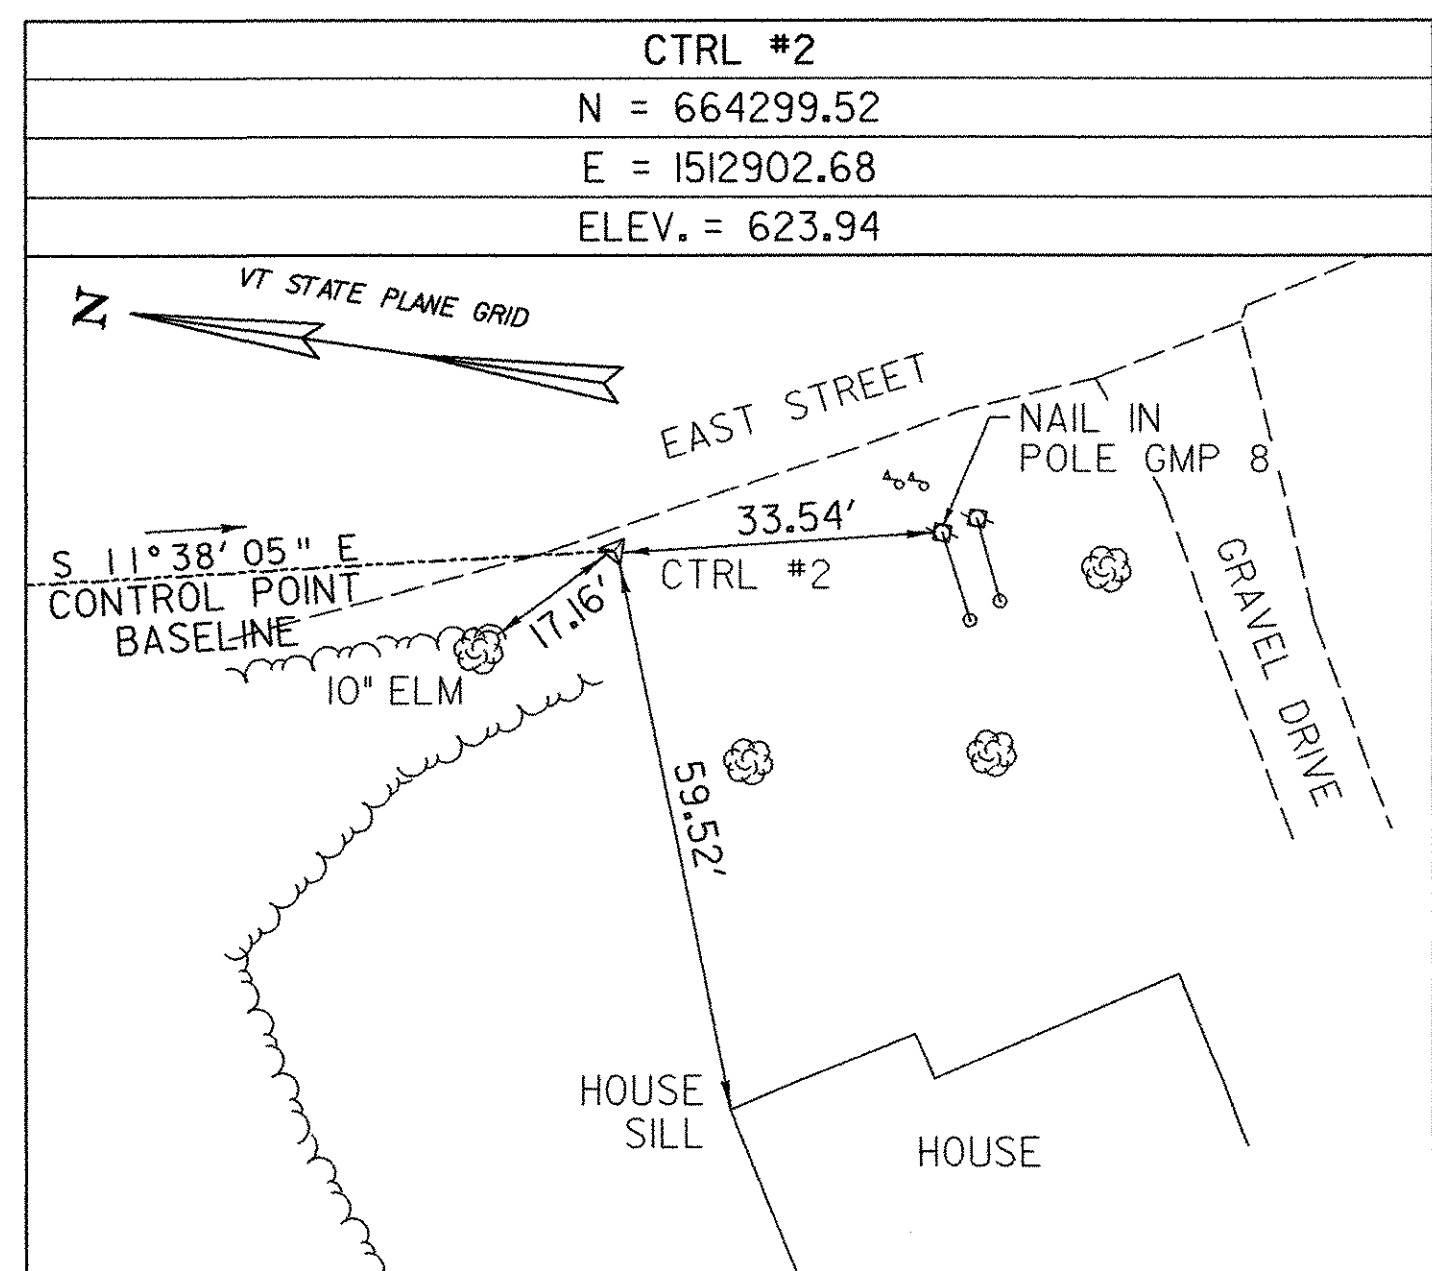 CTRL #2
N = 664299.52
E = 1512902.68
ELEV. = 623.94
N
VT STATE PLANE GRID
EAST STREET
NAIL IN
POLE GMP 8
33.54'
S 11°38'05" E
CONTROL POINT
BASELINE
CTRL #2
17.16'
10" ELM
GRAVEL DRIVE
59.52'
HOUSE
SILL
HOUSE